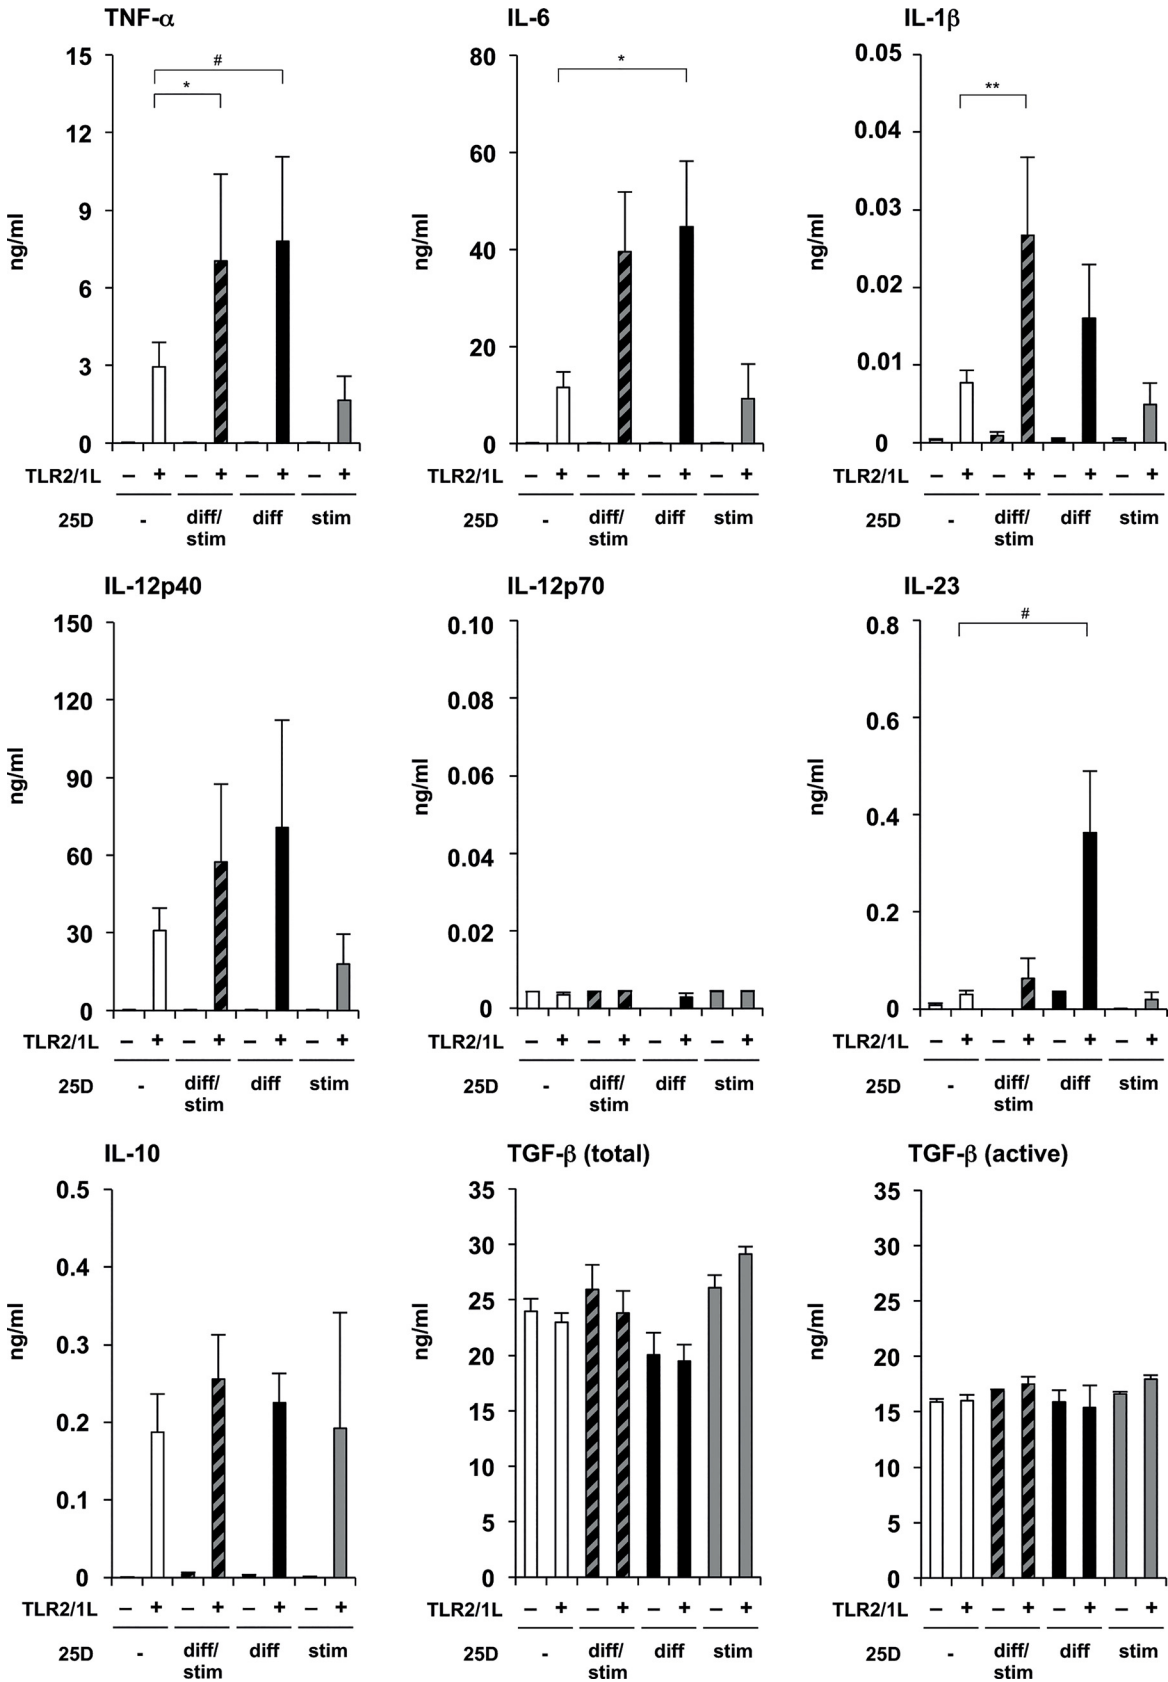 TNF-α
IL-6
IL-1β
15
12
9
6
3
0
ng/ml
#
*
TLR2/1L – + – + – + – +
25D - diff/ diff stim
stim
80
60
40
20
0
ng/ml
*
TLR2/1L – + – + – + – +
25D - diff/ diff stim
stim
0.05
0.04
0.03
0.02
0.01
0
ng/ml
**
TLR2/1L – + – + – + – +
25D - diff/ diff stim
stim
IL-12p40
IL-12p70
IL-23
150
120
90
60
30
0
ng/ml
TLR2/1L – + – + – + – +
25D - diff/ diff stim
stim
0.10
0.08
0.06
0.04
0.02
0
ng/ml
TLR2/1L – + – + – + – +
25D - diff/ diff stim
stim
0.8
0.6
0.4
0.2
0
ng/ml
#
TLR2/1L – + – + – + – +
25D - diff/ diff stim
stim
IL-10
TGF-β (total)
TGF-β (active)
0.5
0.4
0.3
0.2
0.1
0
ng/ml
TLR2/1L – + – + – + – +
25D - diff/ diff stim
stim
35
30
25
20
15
10
5
0
ng/ml
TLR2/1L – + – + – + – +
25D - diff/ diff stim
stim
35
30
25
20
15
10
5
0
ng/ml
TLR2/1L – + – + – + – +
25D - diff/ diff stim
stim